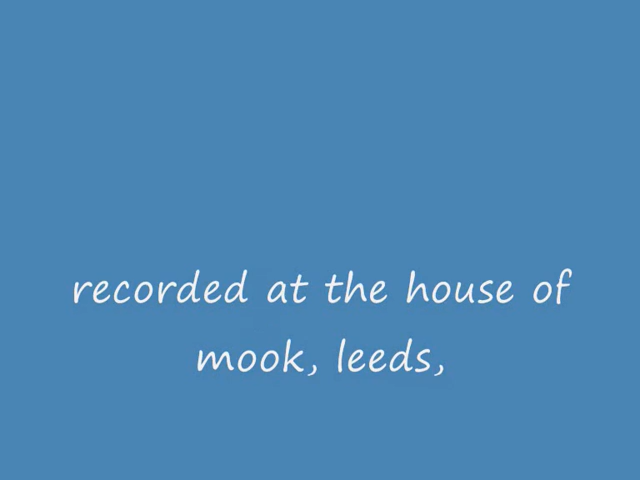 recorded at the house of
mook, leeds,